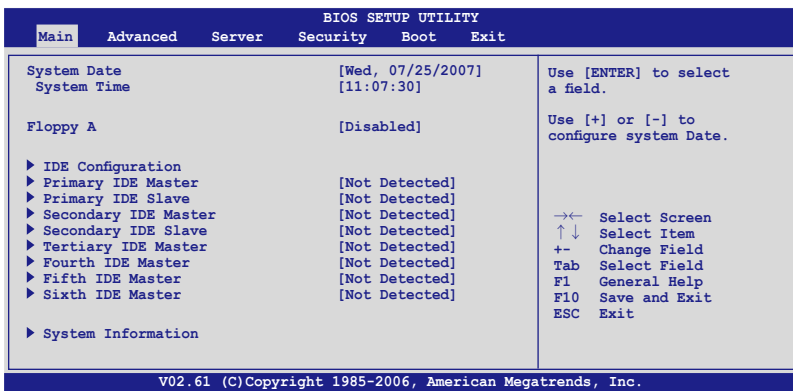 BIOS SETUP UTILITY
Main Advanced Server Security Boot Exit
System Date [Wed, 07/25/2007]
System Time [11:07:30]
Floppy A [Disabled]
IDE Configuration
Primary IDE Master [Not Detected]
Primary IDE Slave [Not Detected]
Secondary IDE Master [Not Detected]
Secondary IDE Slave [Not Detected]
Tertiary IDE Master [Not Detected]
Fourth IDE Master [Not Detected]
Fifth IDE Master [Not Detected]
Sixth IDE Master [Not Detected]
System Information
Use [ENTER] to select
a field.
Use [+] or [-] to
configure system Date.
→← Select Screen
↑↓ Select Item
+- Change Field
Tab Select Field
F1 General Help
F10 Save and Exit
ESC Exit
V02.61 (C)Copyright 1985-2006, American Megatrends, Inc.